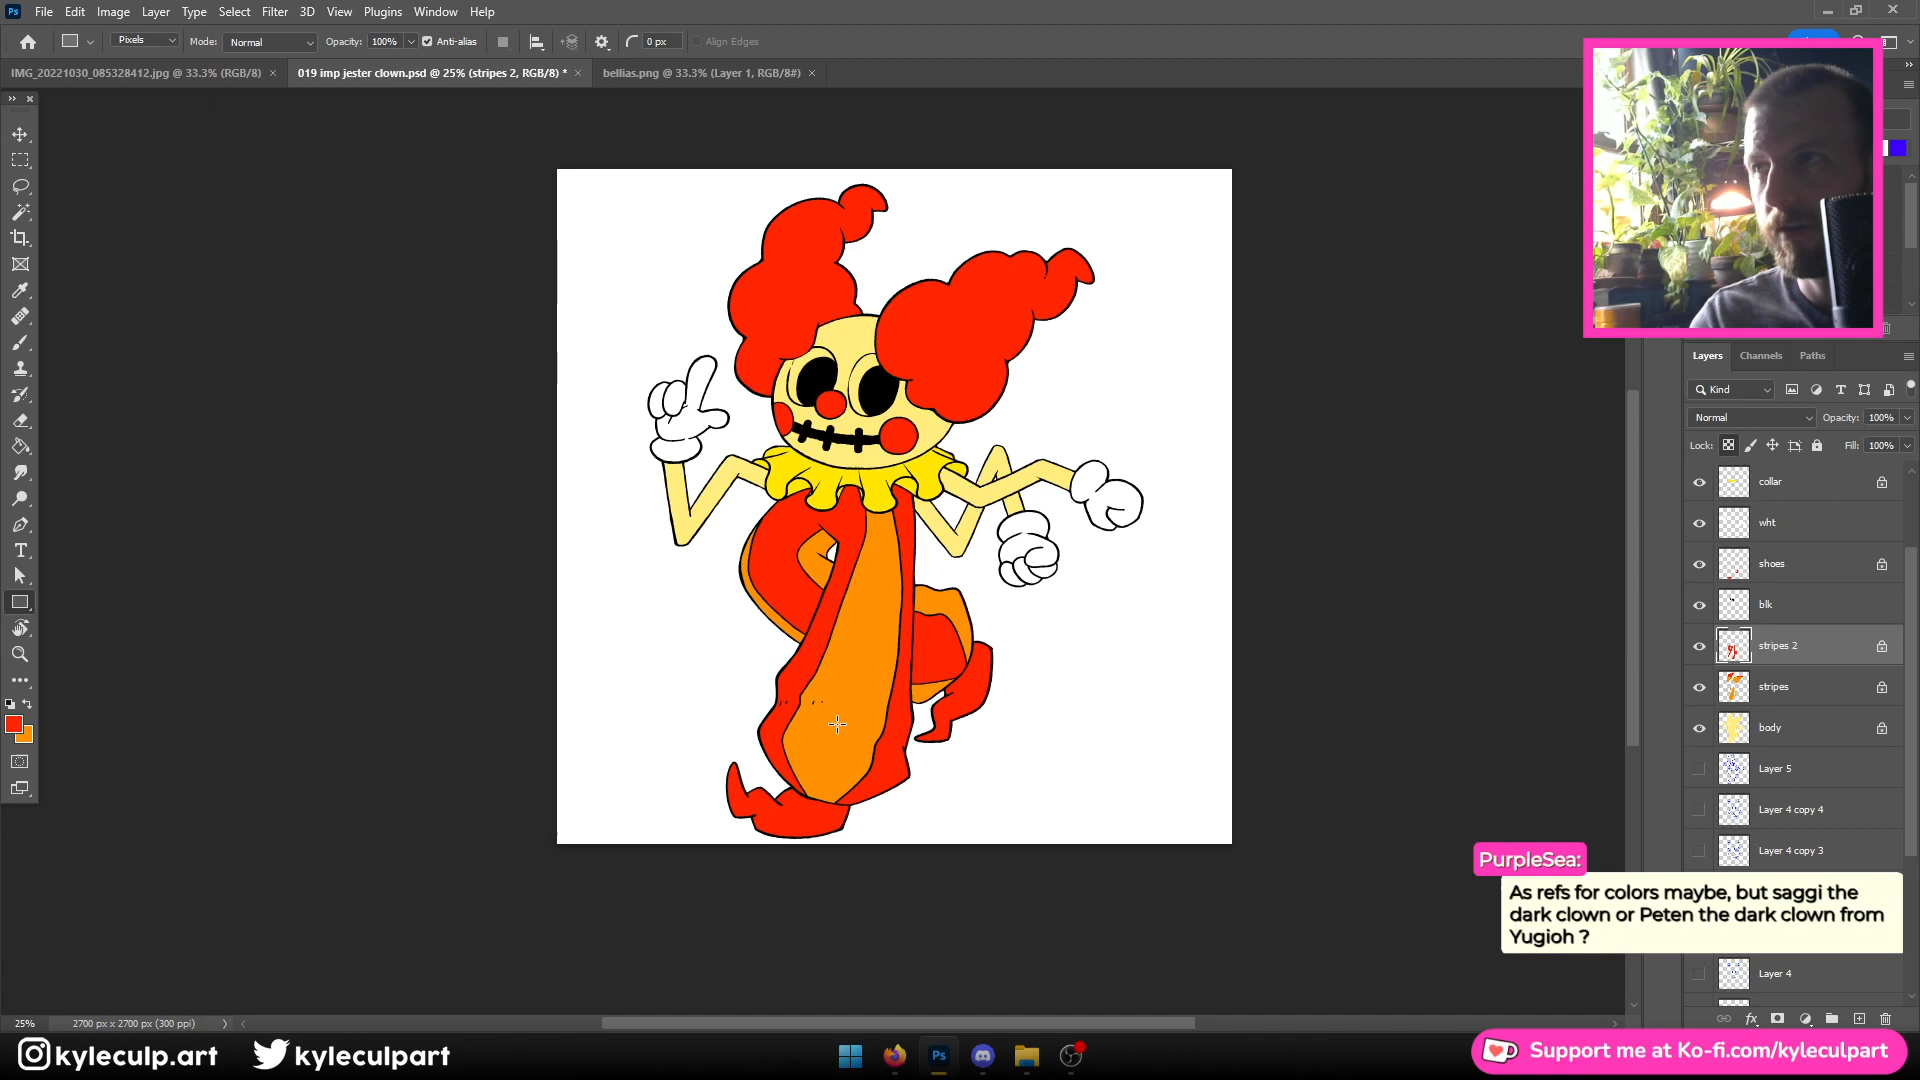 Ps File Edit Image Layer Type Select Filter 3D View Plugins Window Help
Pixels Mode: Normal Opacity: 100% Anti-alias 0 px Align Edges
IMG_20221030_085328412.jpg @ 33.3% (RGB/8) × 019 imp jester clown.psd @ 25% (stripes 2, RGB/8) * × bellias.png @ 33.3% (Layer 1, RGB/8#) ×
Layers Channels Paths
Kind
Normal Opacity: 100%
Lock: Fill: 100%
collar
wht
shoes
blk
stripes 2
stripes
body
Layer 5
Layer 4 copy 4
Layer 4 copy 3
PurpleSea:
As refs for colors maybe, but saggi the
dark clown or Peten the dark clown from
Yugioh ?
Layer 4
25% 2700 px x 2700 px (300 ppi)
kyleculp.art kyleculpart
Ps
Support me at Ko-fi.com/kyleculpart